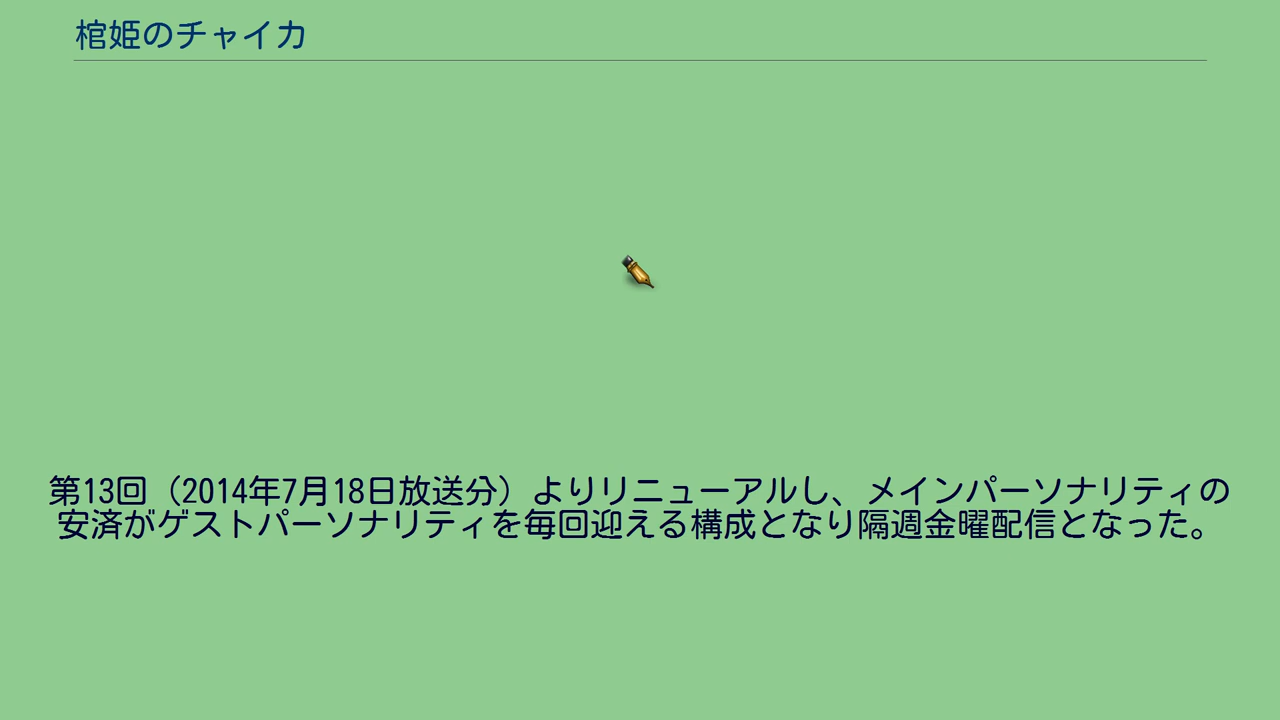 棺姫のチャイカ
第13回（2014年7月18日放送分）よりリニューアルし、メインパーソナリティの
安済がゲストパーソナリティを毎回迎える構成となり隔週金曜配信となった。